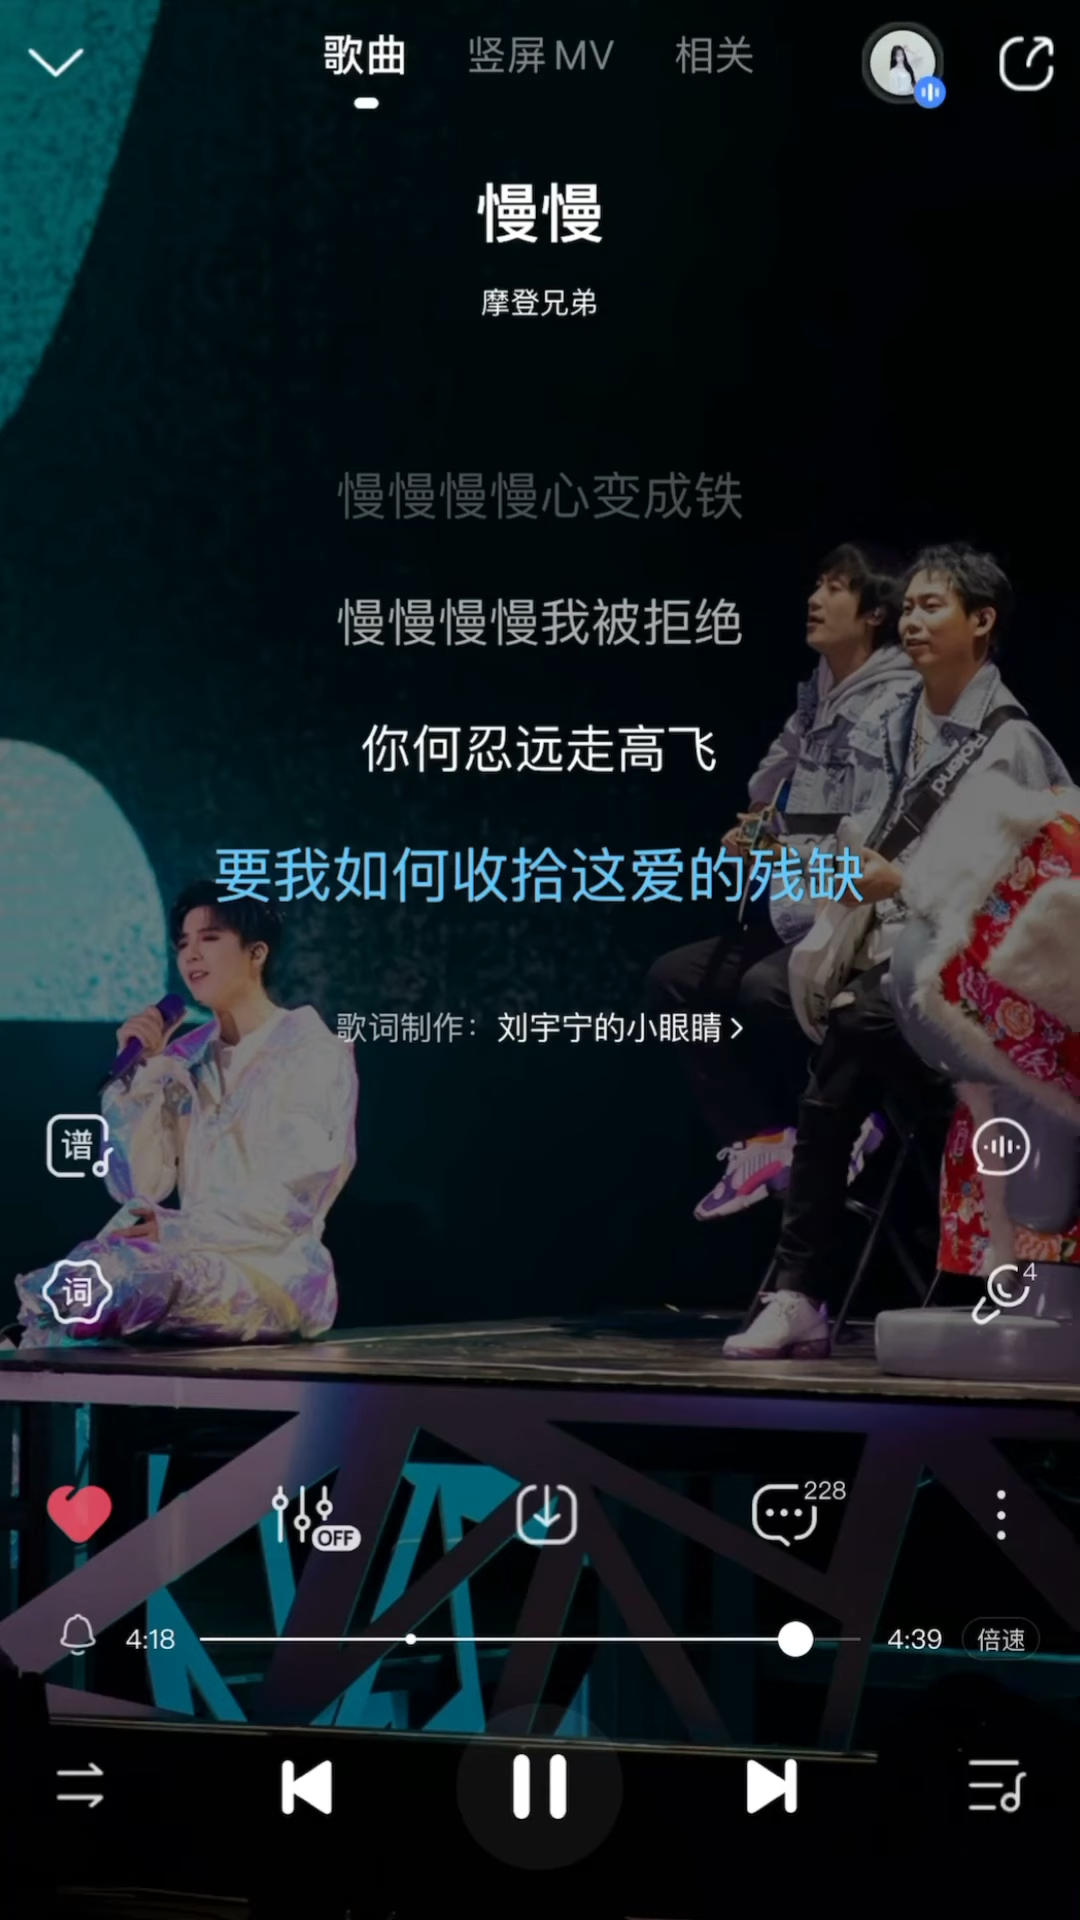 歌曲 竖屏MV 相关
慢慢
摩登兄弟
慢慢慢慢心变成铁
慢慢慢慢我被拒绝
你何忍远走高飞
要我如何收拾这爱的残缺
歌词制作：刘宇宁的小眼睛
Roland
谱
词
4
OFF
228
4:18
4:39
倍速